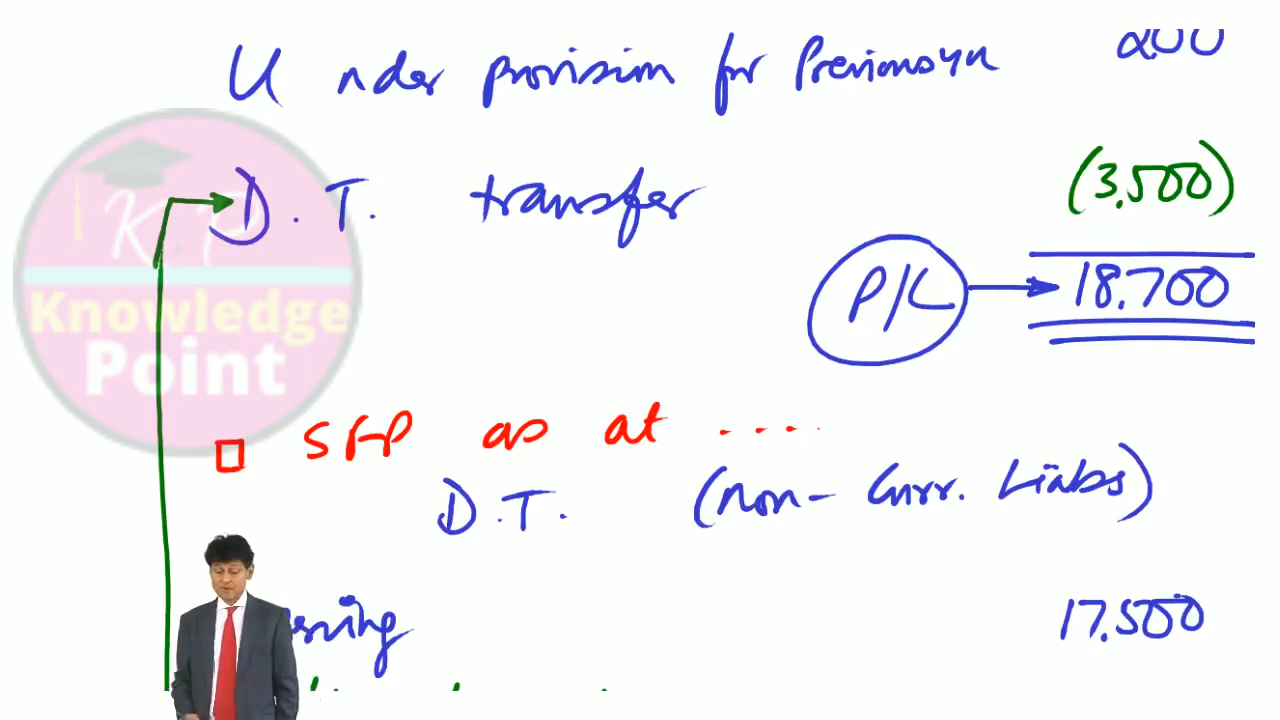 Under provision for Previous yr 200
D.T. transfer (3.500)
P/L 18.700
K.P
Knowledge
Point
SFP as at ....
D.T. (non-Curr. Liabs)
17.500